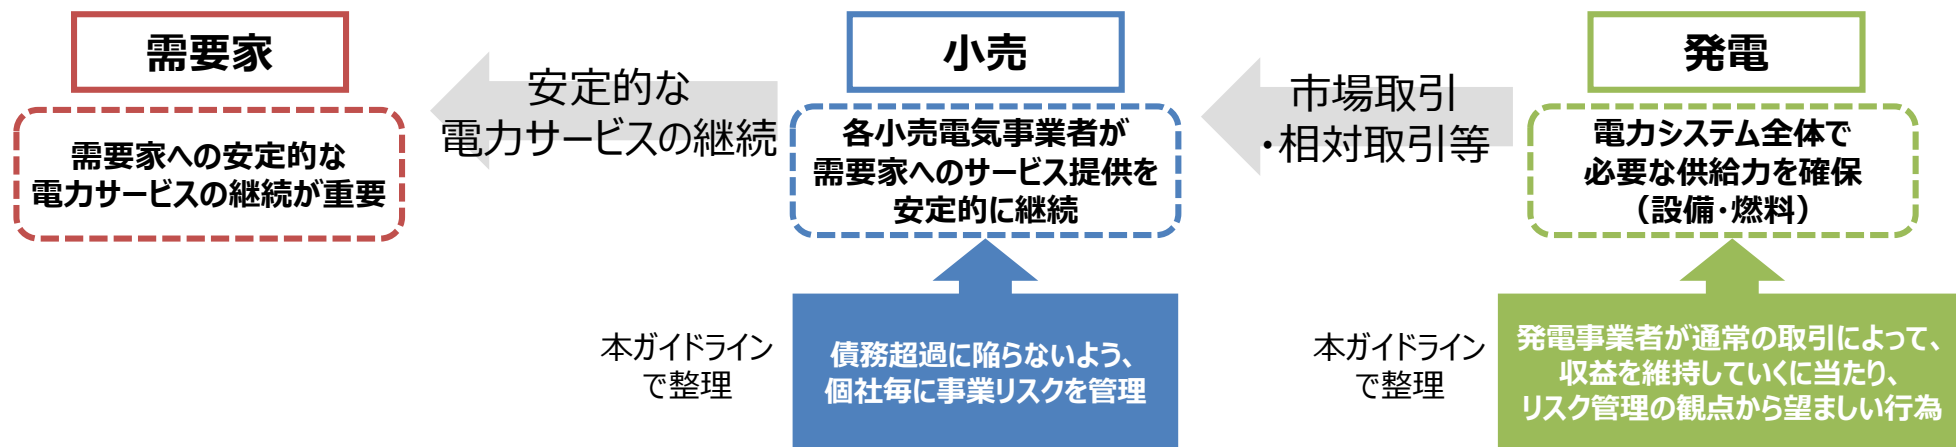 需要家
需要家への安定的な
電力サービスの継続が重要
安定的な
電力サービスの継続
小売
各小売電気事業者が
需要家へのサービス提供を
安定的に継続
本ガイドライン
で整理
債務超過に陥らないよう、
個社毎に事業リスクを管理
市場取引
・相対取引等
発電
電力システム全体で
必要な供給力を確保
（設備・燃料）
本ガイドライン
で整理
発電事業者が通常の取引によって、
収益を維持していくに当たり、
リスク管理の観点から望ましい行為